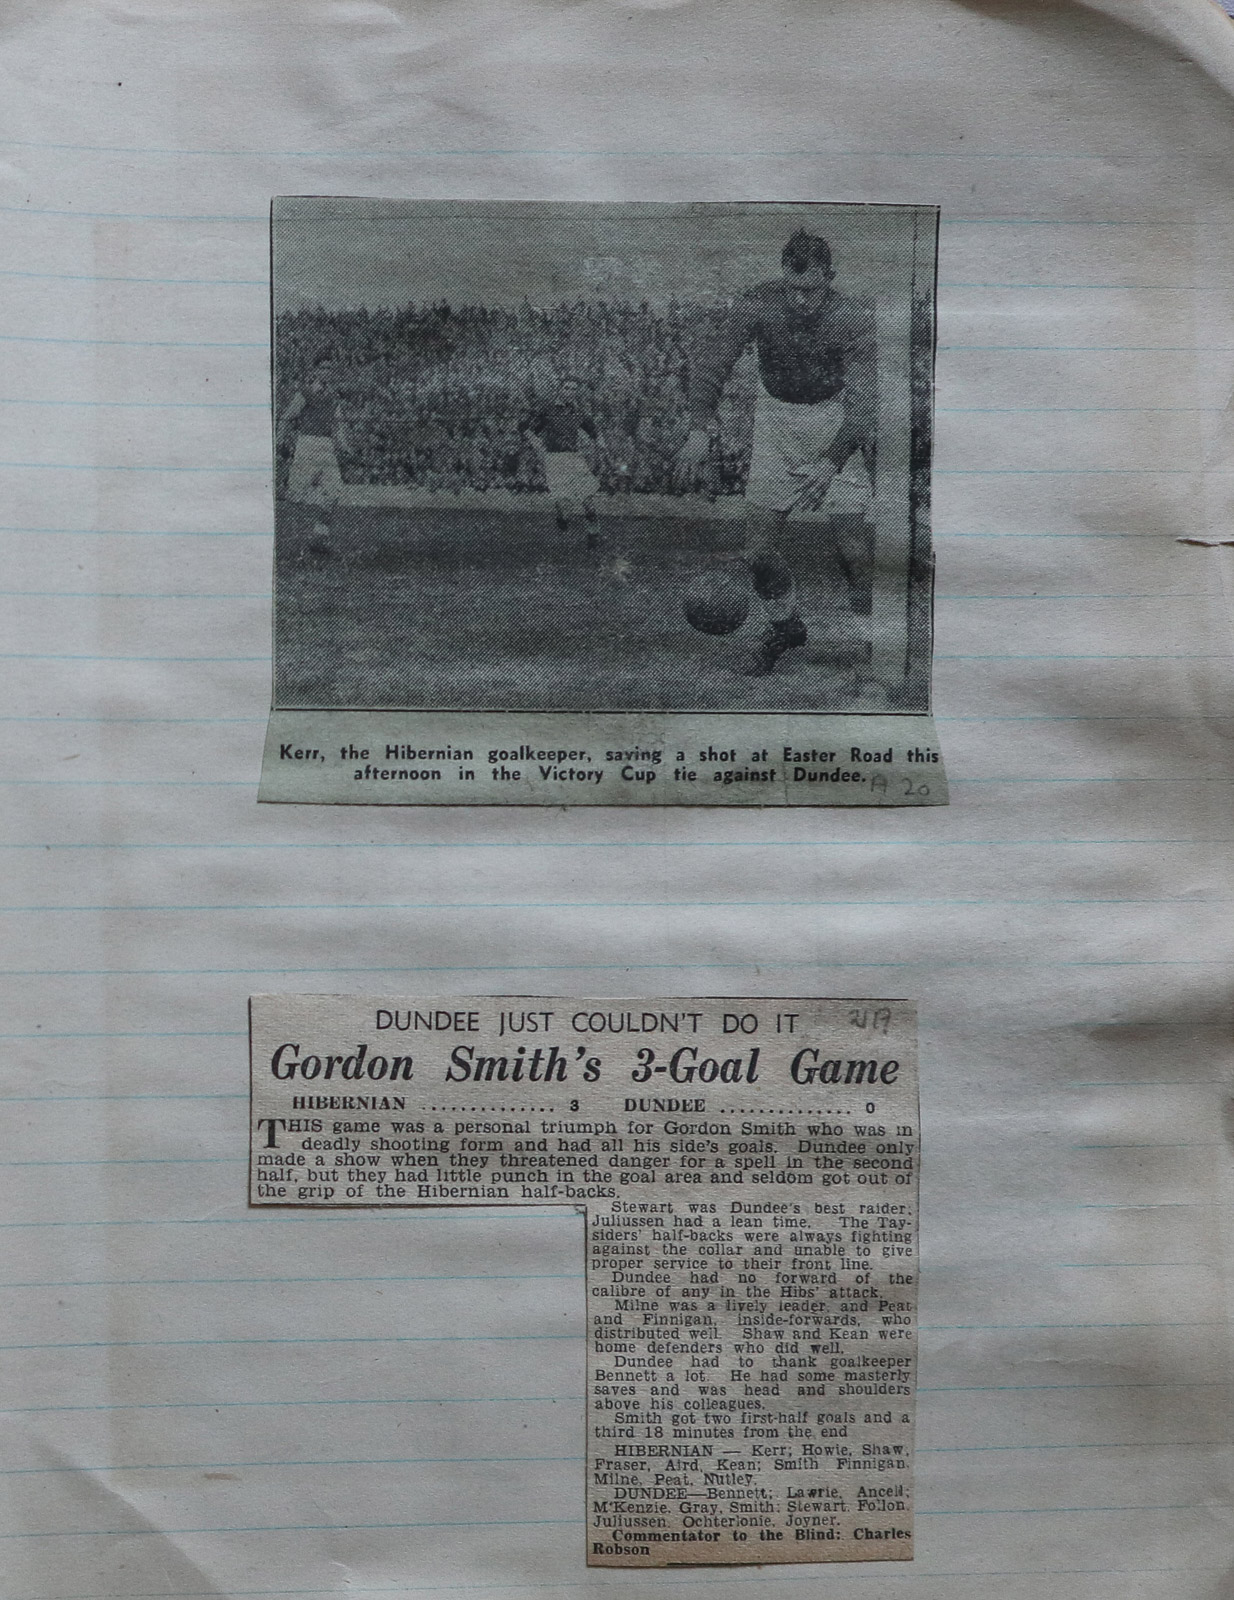 Kerr, the Hibernian goalkeeper, saving a shot at Easter Road this
afternoon in the Victory Cup tie against Dundee.
A 20
DUNDEE JUST COULDN'T DO IT
Gordon Smith's 3-Goal Game
HIBERNIAN .............. 3 DUNDEE .............. 0
THIS game was a personal triumph for Gordon Smith who was in
deadly shooting form and had all his side's goals. Dundee only
made a show when they threatened danger for a spell in the second
half, but they had little punch in the goal area and seldom got out of
the grip of the Hibernian half-backs.
Stewart was Dundee's best raider;
Juliussen had a lean time. The Tay-
siders' half-backs were always fighting
against the collar and unable to give
proper service to their front line.
Dundee had no forward of the
calibre of any in the Hibs' attack.
Milne was a lively leader, and Peat
and Finnigan, inside-forwards, who
distributed well. Shaw and Kean were
home defenders who did well.
Dundee had to thank goalkeeper
Bennett a lot. He had some masterly
saves and was head and shoulders
above his colleagues.
Smith got two first-half goals and a
third 18 minutes from the end
HIBERNIAN — Kerr; Howie, Shaw,
Fraser, Aird, Kean; Smith Finnigan,
Milne, Peat, Nutley.
DUNDEE—Bennett; Lawrie, Ancell;
M'Kenzie, Gray, Smith; Stewart, Follon,
Juliussen, Ochterlonie, Joyner.
Commentator to the Blind: Charles
Robson